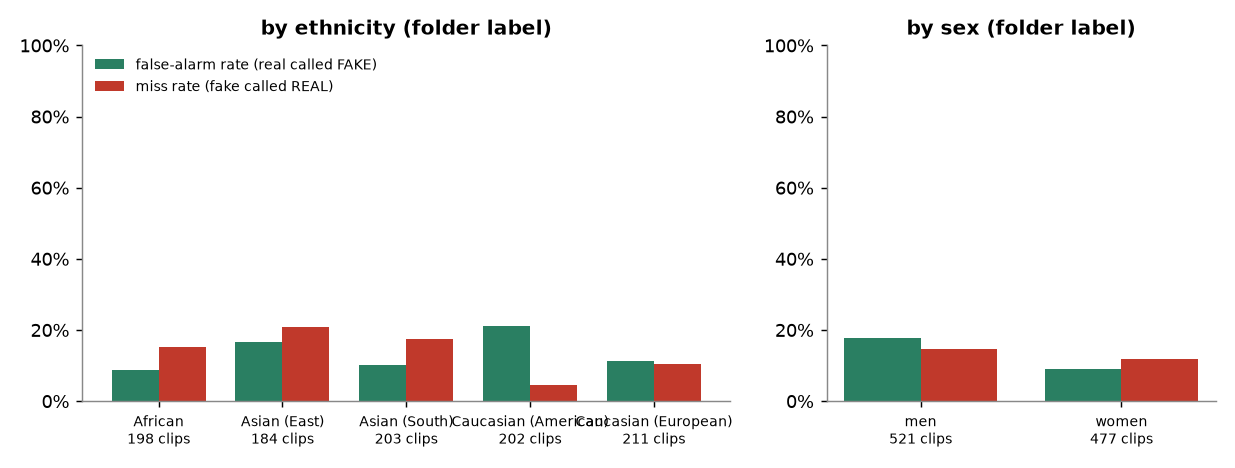 by ethnicity (folder label)
100%
80%
60%
40%
20%
0%
false-alarm rate (real called FAKE)
miss rate (fake called REAL)
African
198 clips
Asian (East)
184 clips
Asian (South)
203 clips
Caucasian (American)
202 clips
Caucasian (European)
211 clips
by sex (folder label)
100%
80%
60%
40%
20%
0%
men
521 clips
women
477 clips